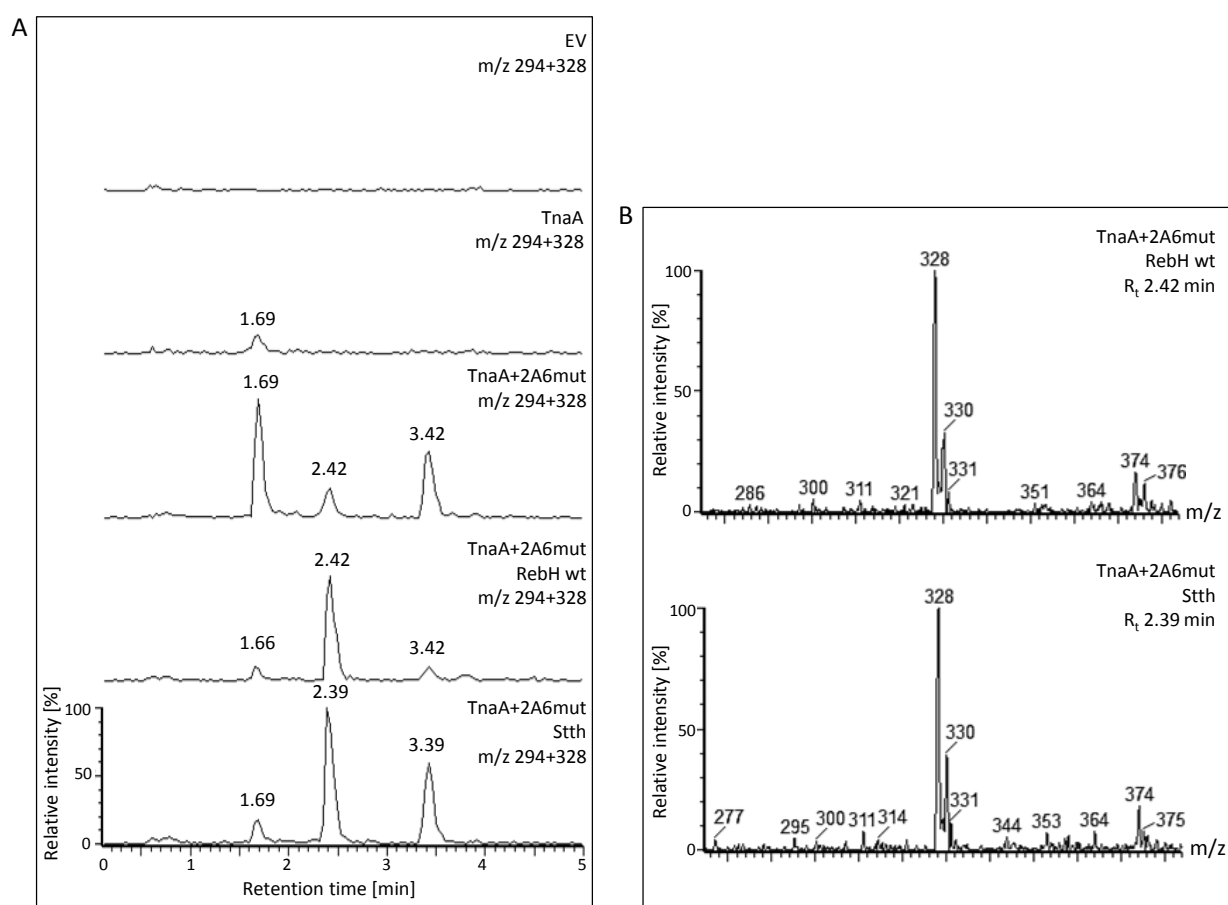 A
EV
m/z 294+328
TnaA
m/z 294+328
1.69
TnaA+2A6mut
m/z 294+328
1.69
2.42
3.42
TnaA+2A6mut
RebH wt
m/z 294+328
2.42
1.66
3.42
TnaA+2A6mut
Stth
m/z 294+328
2.39
3.39
1.69
Relative intensity [%]
100
50
0
0 1 2 3 4 5
Retention time [min]
B
TnaA+2A6mut
RebH wt
Rt 2.42 min
Relative intensity [%]
100
50
0
328
330
331
286 300 311 321 351 364 374 376
m/z
TnaA+2A6mut
Stth
Rt 2.39 min
Relative intensity [%]
100
50
0
328
330
331
277 295 300 311 314 344 353 364 374 375
m/z